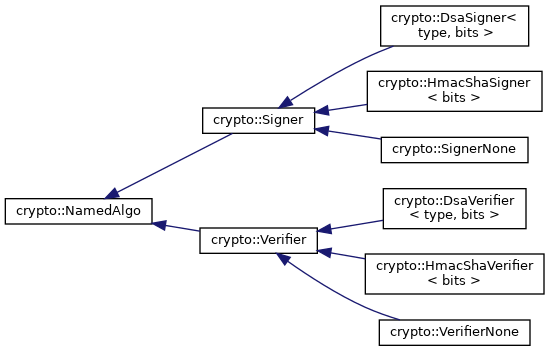 crypto::DsaSigner<
type, bits >
crypto::HmacShaSigner
< bits >
crypto::Signer
crypto::SignerNone
crypto::NamedAlgo
crypto::DsaVerifier
< type, bits >
crypto::Verifier
crypto::HmacShaVerifier
< bits >
crypto::VerifierNone